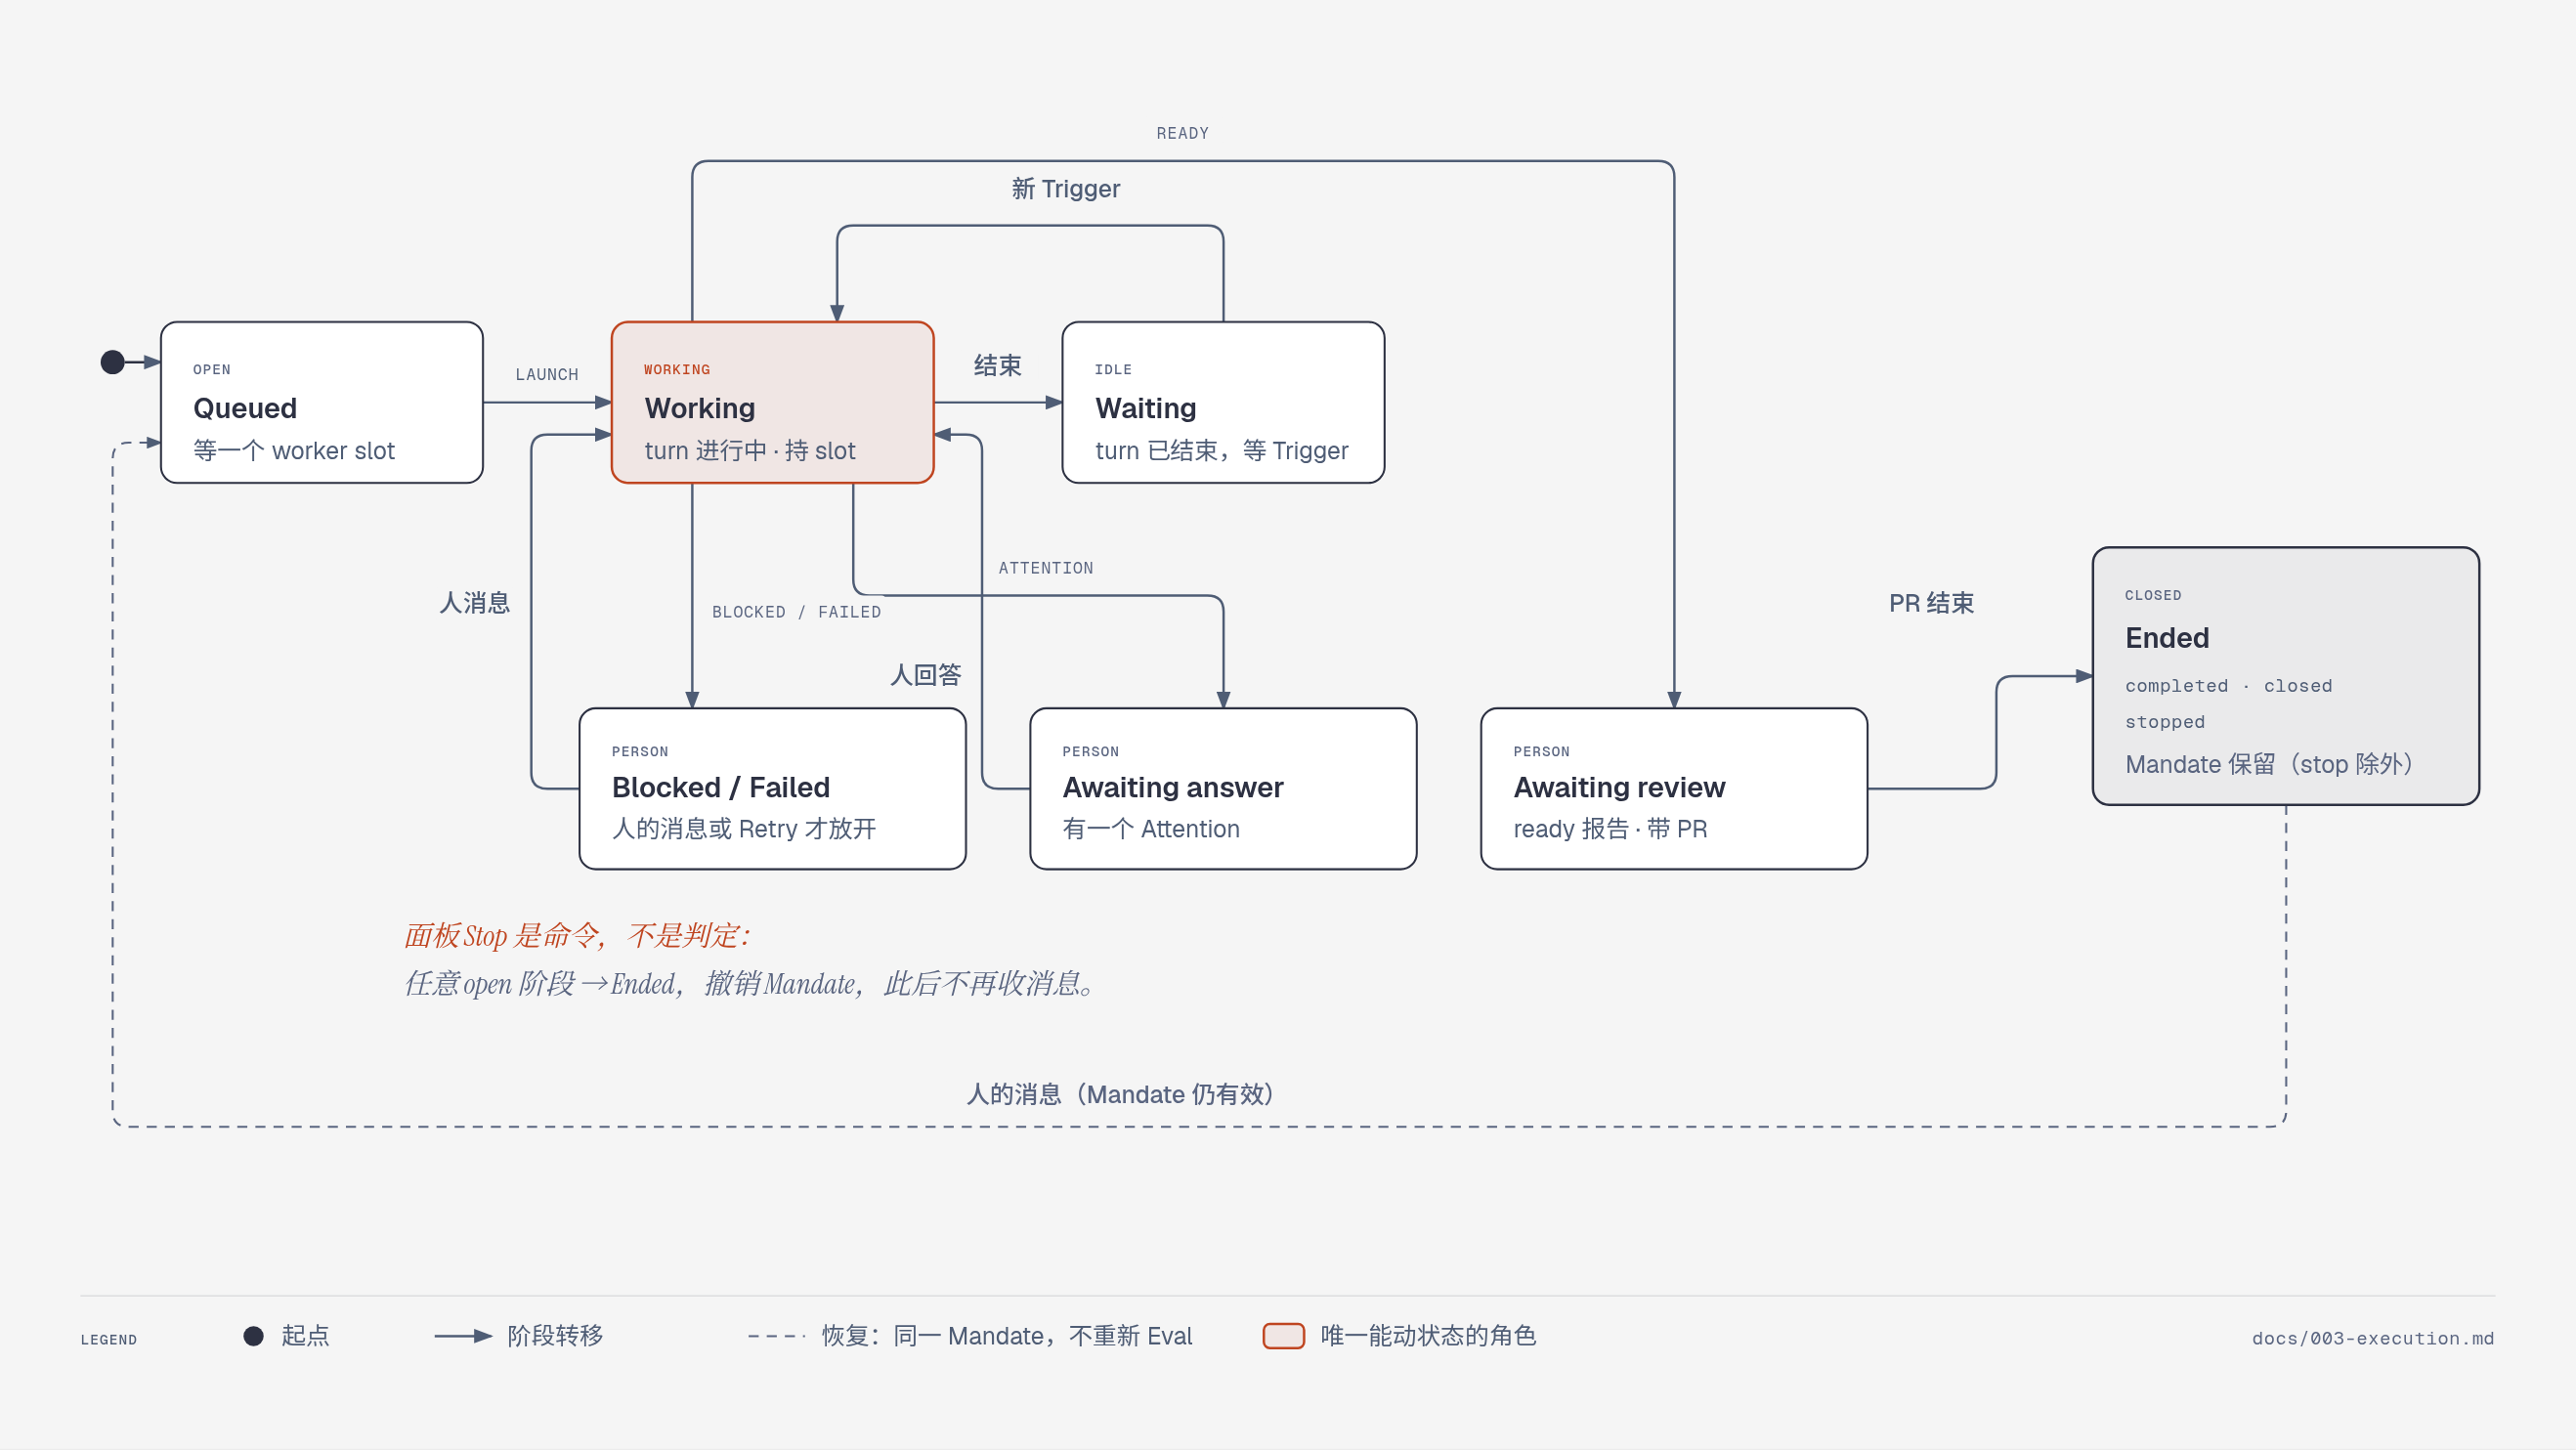 READY
新 Trigger
OPEN
Queued
等一个 worker slot
LAUNCH
WORKING
Working
turn 进行中 · 持 slot
结束
IDLE
Waiting
turn 已结束，等 Trigger
人消息
BLOCKED / FAILED
ATTENTION
人回答
PR 结束
PERSON
Blocked / Failed
人的消息或 Retry 才放开
PERSON
Awaiting answer
有一个 Attention
PERSON
Awaiting review
ready 报告 · 带 PR
CLOSED
Ended
completed · closed
stopped
Mandate 保留（stop 除外）
面板 Stop 是命令，不是判定：
任意 open 阶段 → Ended，撤销 Mandate，此后不再收消息。
人的消息（Mandate 仍有效）
LEGEND
起点
阶段转移
恢复：同一 Mandate，不重新 Eval
唯一能动状态的角色
docs/003-execution.md